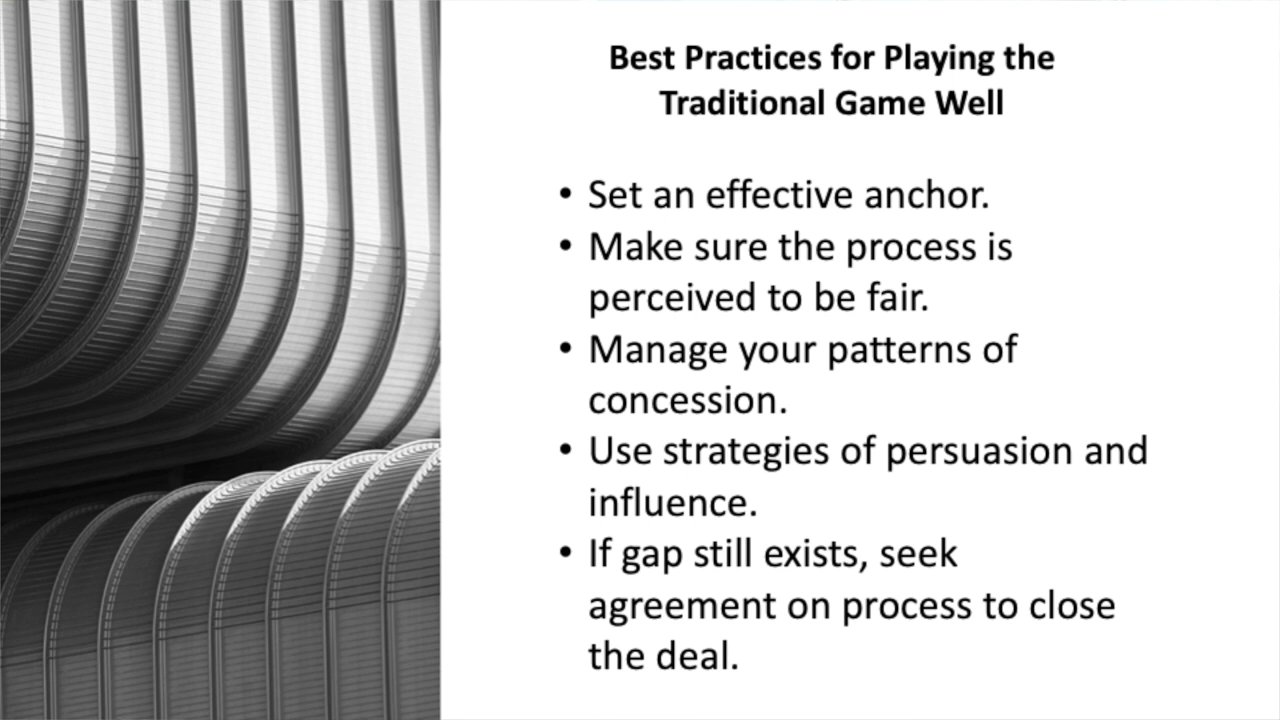 Best Practices for Playing the
Traditional Game Well
• Set an effective anchor.
• Make sure the process is
perceived to be fair.
• Manage your patterns of
concession.
• Use strategies of persuasion and
influence.
• If gap still exists, seek
agreement on process to close
the deal.